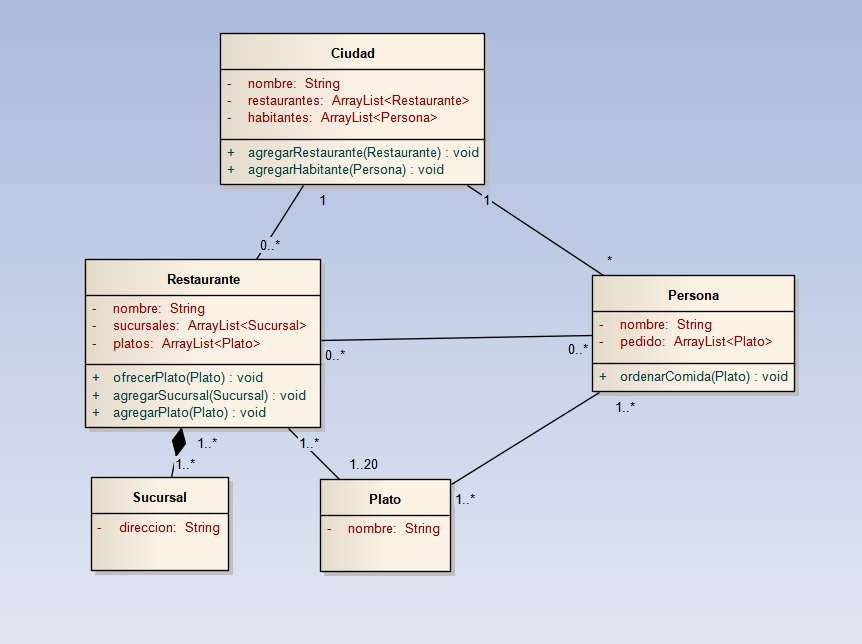 Ciudad
- nombre: String
- restaurantes: ArrayList<Restaurante>
- habitantes: ArrayList<Persona>
+ agregarRestaurante(Restaurante) : void
+ agregarHabitante(Persona) : void
1
1
0..*
*
Restaurante
- nombre: String
- sucursales: ArrayList<Sucursal>
- platos: ArrayList<Plato>
+ ofrecerPlato(Plato) : void
+ agregarSucursal(Sucursal) : void
+ agregarPlato(Plato) : void
Persona
- nombre: String
- pedido: ArrayList<Plato>
+ ordenarComida(Plato) : void
0..*
0..*
1..*
1..*
1..*
1..*
1..20
1..*
Sucursal
- direccion: String
Plato
- nombre: String